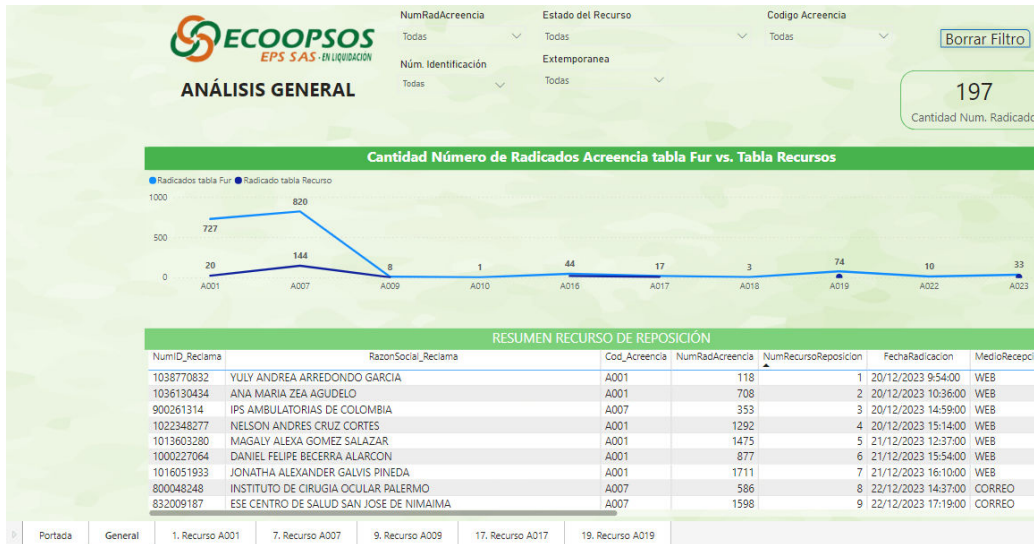 ECOOPSOS
EPS SAS - EN LIQUIDACIÓN
ANÁLISIS GENERAL
NumRadAcreencia
Todas
Estado del Recurso
Todas
Codigo Acreencia
Todas
Núm. Identificación
Todas
Extemporanea
Todas
Borrar Filtro
197
Cantidad Num. Radicado
Cantidad Número de Radicados Acreencia tabla Fur vs. Tabla Recursos
Radicados tabla Fur Radicado tabla Recurso
1000
500
0
727 820 8 1 44 17 3 74 10 33
20 144
A001 A007 A009 A010 A016 A017 A018 A019 A022 A023
RESUMEN RECURSO DE REPOSICIÓN
NumID_Reclama RazonSocial_Reclama Cod_Acreencia NumRadAcreencia NumRecursoReposicion FechaRadicacion MedioRecepci
1038770832 YULY ANDREA ARREDONDO GARCIA A001 118 1 20/12/2023 9:54:00 WEB
1036130434 ANA MARIA ZEA AGUDELO A001 708 2 20/12/2023 10:36:00 WEB
900261314 IPS AMBULATORIAS DE COLOMBIA A007 353 3 20/12/2023 14:59:00 WEB
1022348277 NELSON ANDRES CRUZ CORTES A001 1292 4 20/12/2023 15:14:00 WEB
1013603280 MAGALY ALEXA GOMEZ SALAZAR A001 1475 5 21/12/2023 12:37:00 WEB
1000227064 DANIEL FELIPE BECERRA ALARCON A001 877 6 21/12/2023 15:54:00 WEB
1016051933 JONATHA ALEXANDER GALVIS PINEDA A001 1711 7 21/12/2023 16:10:00 WEB
800048248 INSTITUTO DE CIRUGIA OCULAR PALERMO A007 586 8 22/12/2023 14:37:00 CORREO
832009187 ESE CENTRO DE SALUD SAN JOSE DE NIMAIMA A007 1598 9 22/12/2023 17:19:00 CORREO
Portada General 1. Recurso A001 7. Recurso A007 9. Recurso A009 17. Recurso A017 19. Recurso A019